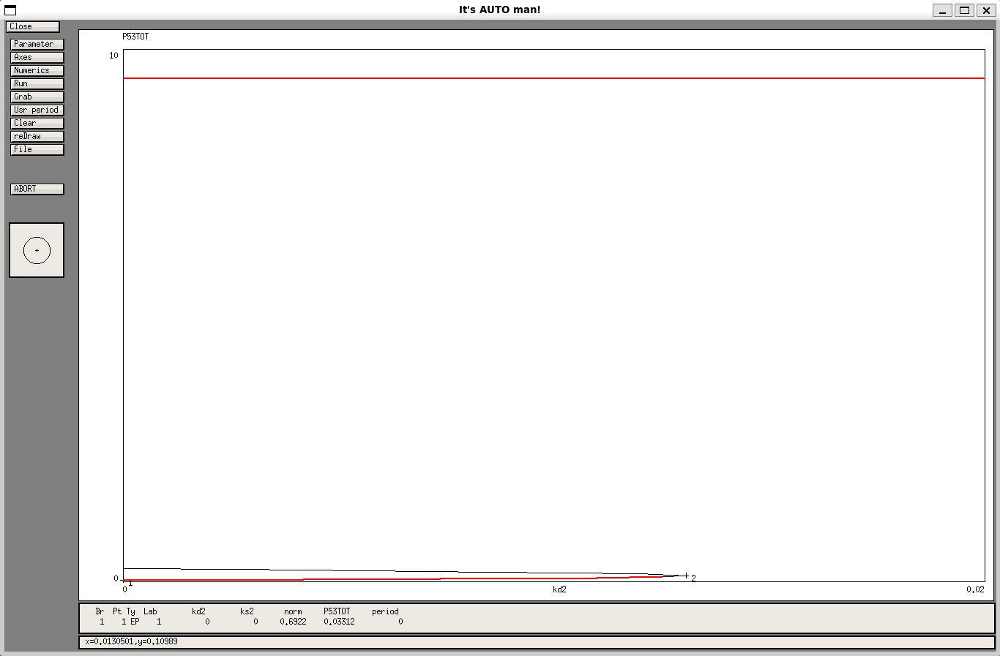 It's AUTO man!
Close
Parameter
Axes
Numerics
Run
Grab
Usr period
Clear
reDraw
File
ABORT
P53TOT
10
0
1
2
0 kd2 0.02
Br Pt Ty Lab kd2 ks2 norm P53TOT period
1 1 EP 1 0 0 0.6922 0.03312 0
x=0.0130501,y=0.10989